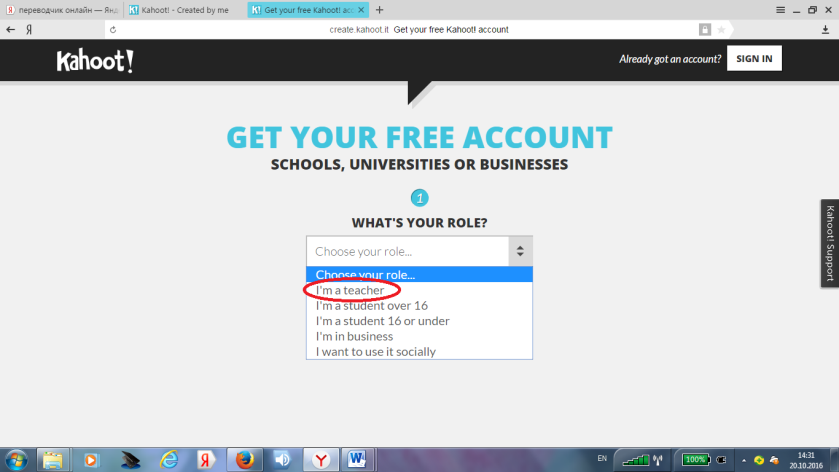 переводчик онлайн — Янд
Kahoot! - Created by me
Get your free Kahoot! acc
Я
create.kahoot.it Get your free Kahoot! account
Kahoot!
Already got an account?
SIGN IN
GET YOUR FREE ACCOUNT
SCHOOLS, UNIVERSITIES OR BUSINESSES
1
WHAT'S YOUR ROLE?
Choose your role...
Choose your role...
I'm a teacher
I'm a student over 16
I'm a student 16 or under
I'm in business
I want to use it socially
Kahoot! Support
EN
100%
14:31
20.10.2016